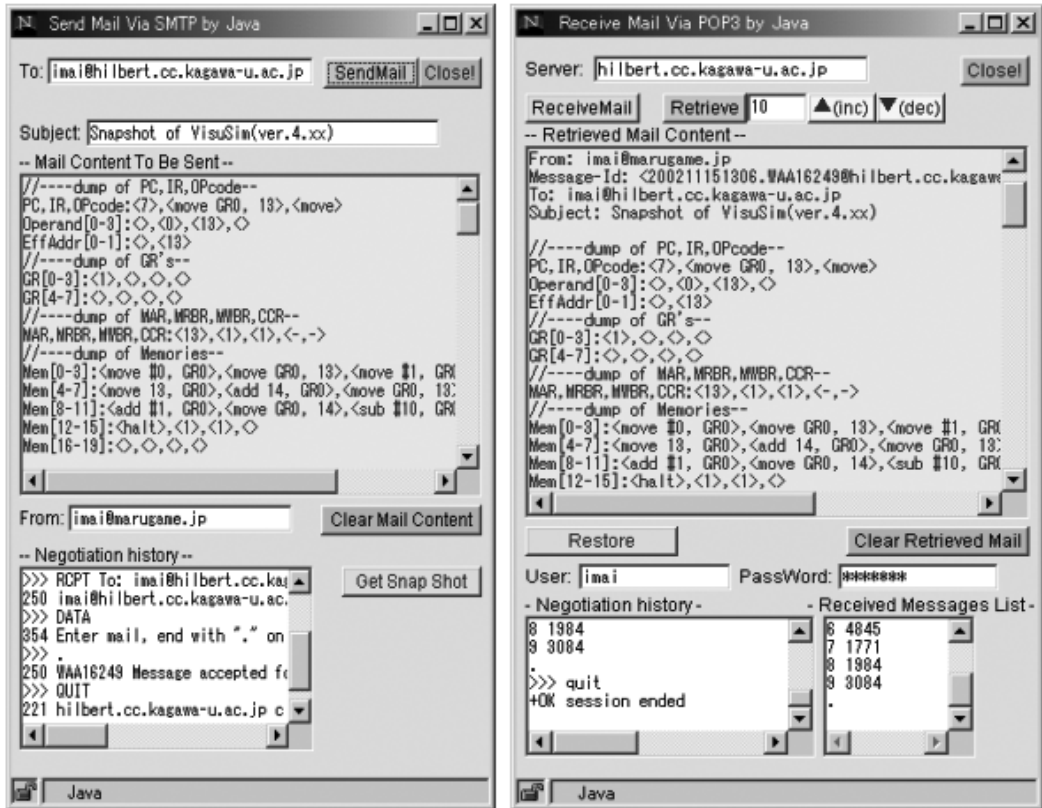 Send Mail Via SMTP by Java
To: imai@hilbert.cc.kagawa-u.ac.jp SendMail Close!
Subject: Snapshot of VisuSim(ver.4.xx)
-- Mail Content To Be Sent --
//----dump of PC,IR,OPcode--
PC,IR,OPcode:<7>,<move GR0, 13>,<move>
Operand[0-3]:<>,<0>,<13>,<>
EffAddr[0-1]:<>,<13>
//----dump of GR's--
GR[0-3]:<1>,<>,<>,<>
GR[4-7]:<>,<>,<>,<>
//----dump of MAR,MRBR,MWBR,CCR--
MAR,MRBR,MWBR,CCR:<13>,<1>,<1>,<-,->
//----dump of Memories--
Mem[0-3]:<move #0, GR0>,<move GR0, 13>,<move #1, GR0
Mem[4-7]:<move 13, GR0>,<add 14, GR0>,<move GR0, 13>
Mem[8-11]:<add #1, GR0>,<move GR0, 14>,<sub #10, GR0
Mem[12-15]:<halt>,<1>,<1>,<>
Mem[16-19]:<>,<>,<>,<>
From: imai@marugame.jp Clear Mail Content
-- Negotiation history --
Get Snap Shot
>>> RCPT To: imai@hilbert.cc.kag
250 imai@hilbert.cc.kagawa-u.ac.
>>> DATA
354 Enter mail, end with "." on
>>> .
250 WAA16249 Message accepted fo
>>> QUIT
221 hilbert.cc.kagawa-u.ac.jp c
Java
Receive Mail Via POP3 by Java
Server: hilbert.cc.kagawa-u.ac.jp Close!
ReceiveMail Retrieve 10 ▲(inc) ▼(dec)
-- Retrieved Mail Content --
From: imai@marugame.jp
Message-Id: <200211151306.WAA16249@hilbert.cc.kagawa
To: imai@hilbert.cc.kagawa-u.ac.jp
Subject: Snapshot of VisuSim(ver.4.xx)
//----dump of PC,IR,OPcode--
PC,IR,OPcode:<7>,<move GR0, 13>,<move>
Operand[0-3]:<>,<0>,<13>,<>
EffAddr[0-1]:<>,<13>
//----dump of GR's--
GR[0-3]:<1>,<>,<>,<>
GR[4-7]:<>,<>,<>,<>
//----dump of MAR,MRBR,MWBR,CCR--
MAR,MRBR,MWBR,CCR:<13>,<1>,<1>,<-,->
//----dump of Memories--
Mem[0-3]:<move #0, GR0>,<move GR0, 13>,<move #1, GR0
Mem[4-7]:<move 13, GR0>,<add 14, GR0>,<move GR0, 13>
Mem[8-11]:<add #1, GR0>,<move GR0, 14>,<sub #10, GR0
Mem[12-15]:<halt>,<1>,<1>,<>
Restore Clear Retrieved Mail
User: imai PassWord: *******
- Negotiation history -
8 1984
9 3084
.
>>> quit
+OK session ended
- Received Messages List -
6 4845
7 1771
8 1984
9 3084
.
Java